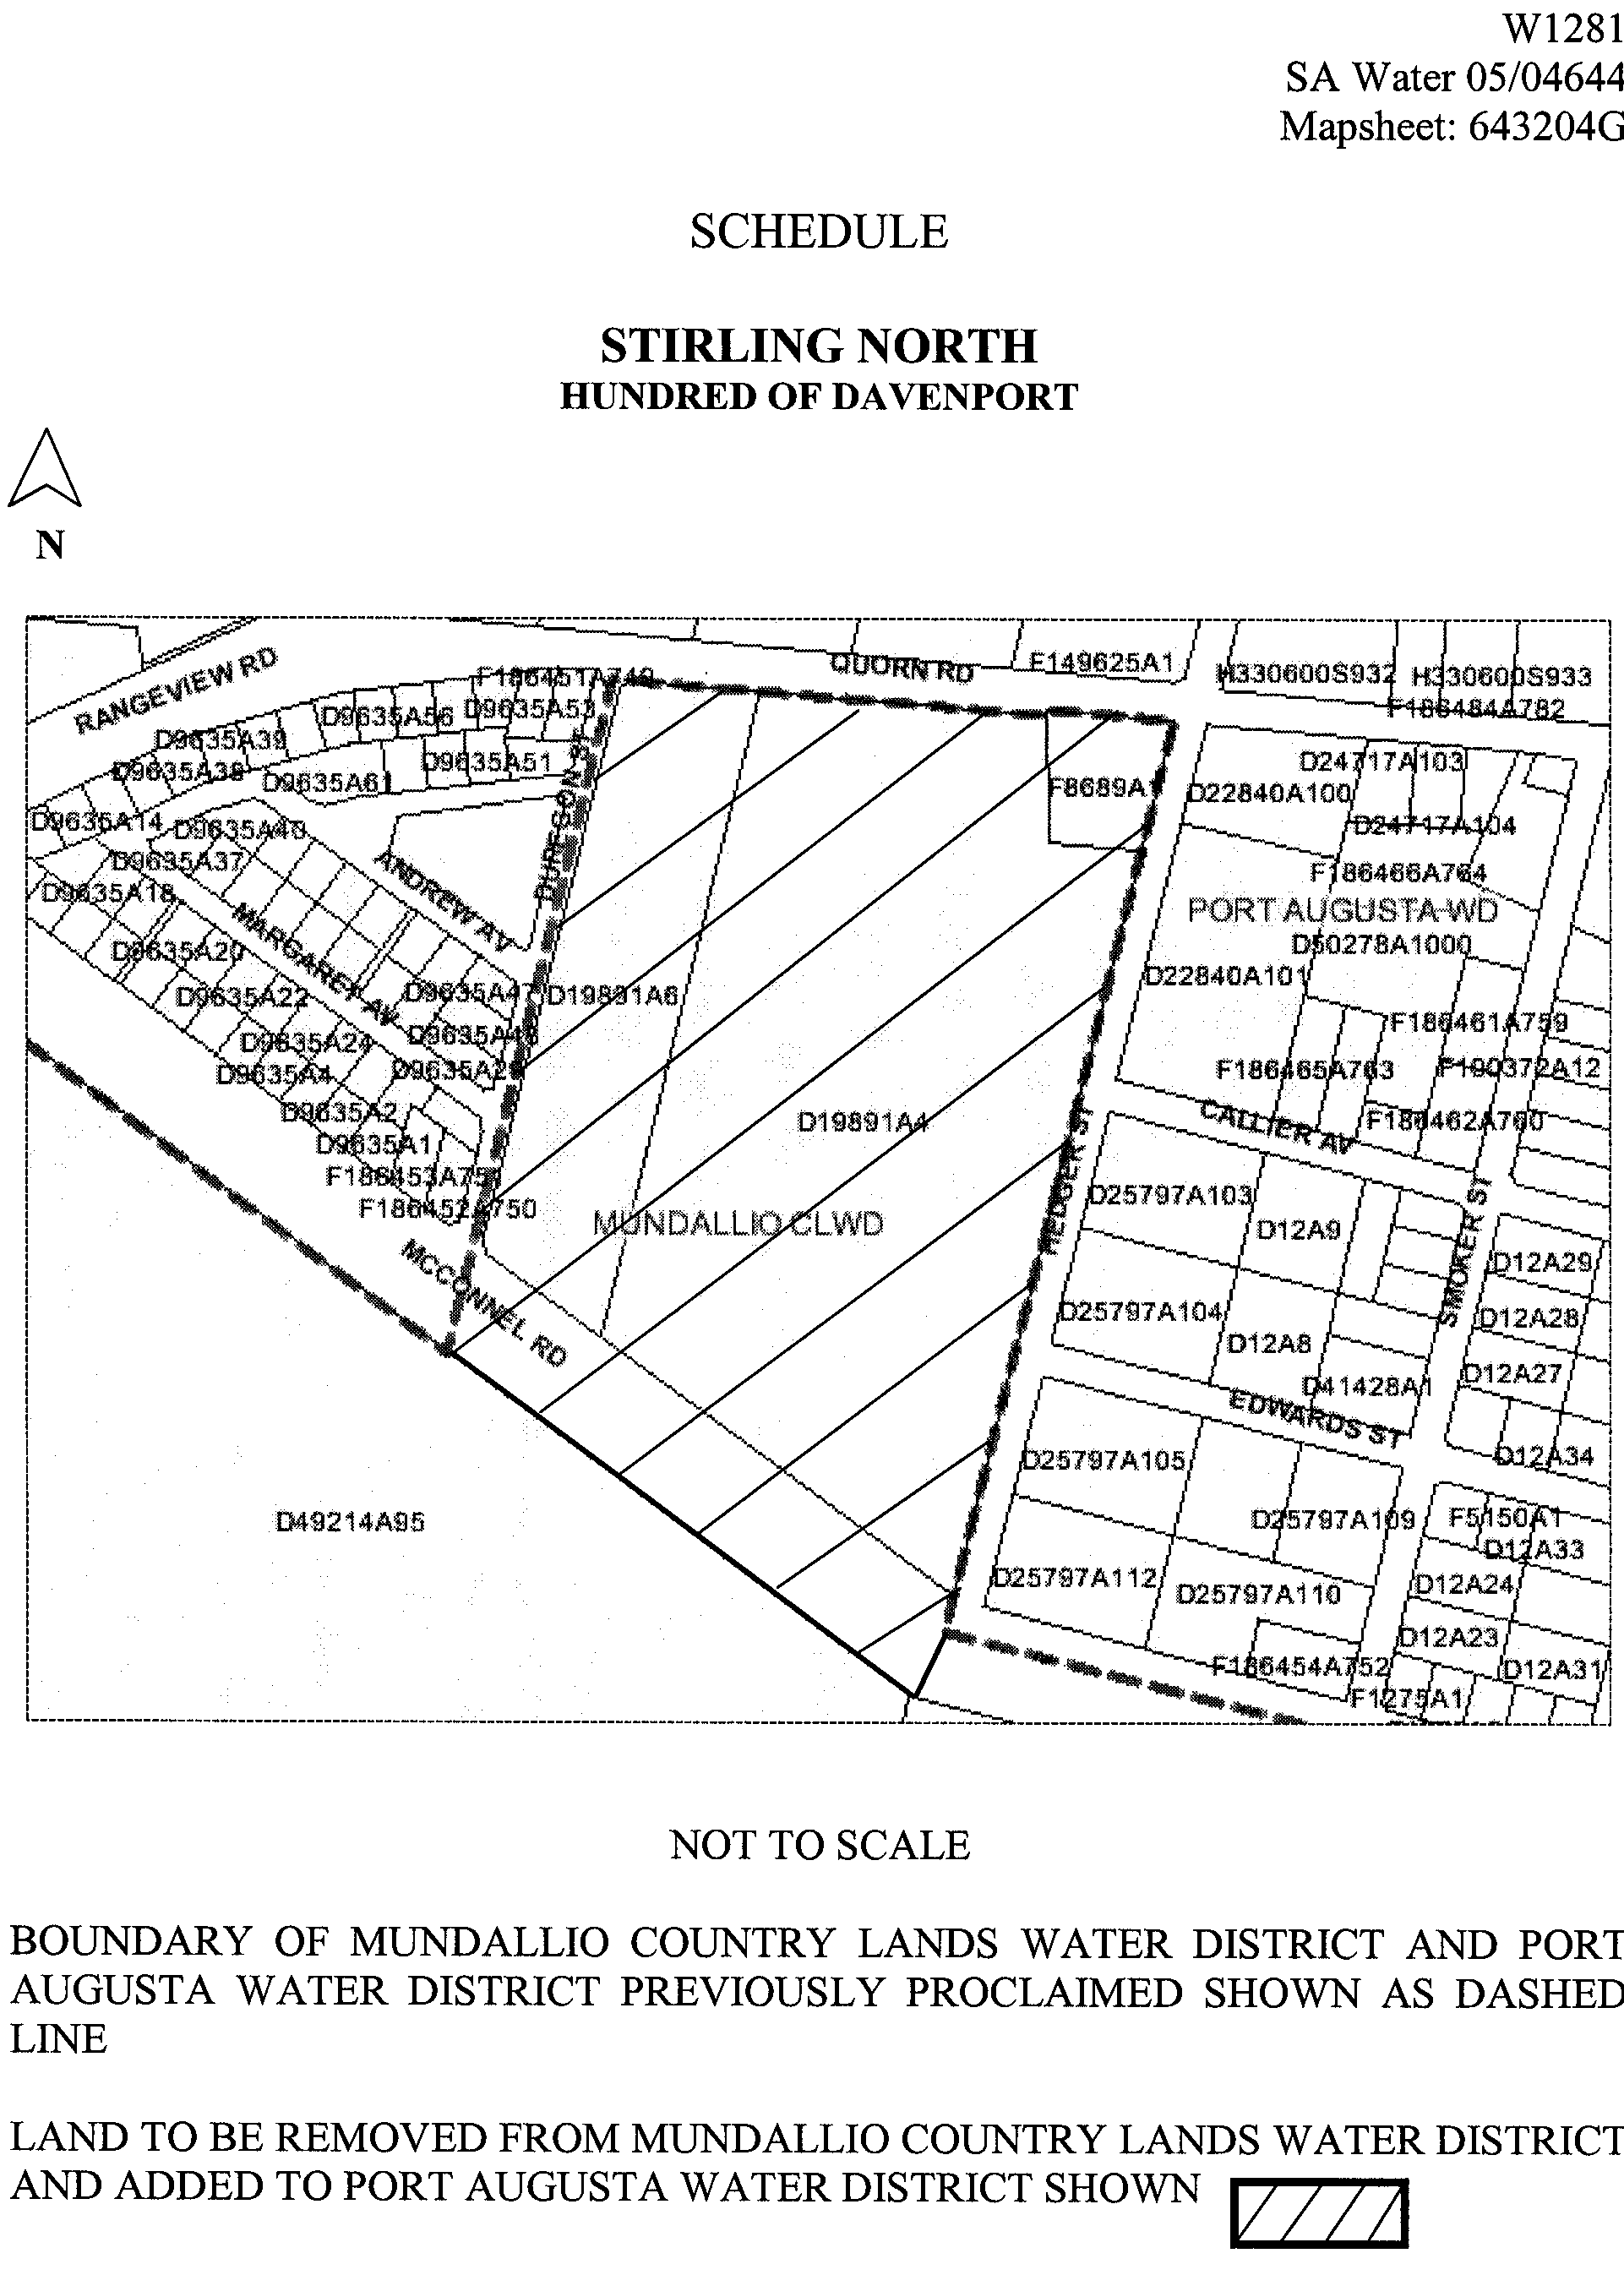 W1281
SA Water 05/04644
Mapsheet: 643204G
SCHEDULE
STIRLING NORTH
HUNDRED OF DAVENPORT
N
RANGEVIEW RD
QUORN RD
F149625A1
H330600S932
H330600S933
F186484A782
F186451A749
D9635A56
D9635A53
D9635A39
D9635A51
D9635A38
D9635A61
D24717A103
F8689A1
D22840A100
D9635A14
D9635A37
D24717A104
ANDREW AV
D9635A18
F186466A764
MARGARET AV
PORT AUGUSTA WD
D9635A20
D50278A1000
D22840A101
D9635A22
D9635A47
D19891A6
D9635A24
F186461A759
D9635A4
F186465A763
F190372A12
D9635A2
D19891A4
CALLIER AV
F186462A760
D9635A1
HEDGER ST
F186453A751
D25797A103
F186452A750
MUNDALLIO CLWD
D12A9
SMOKER ST
MCCONNEL RD
D12A29
D25797A104
D12A28
D12A8
D12A27
D41428A1
EDWARDS ST
D25797A105
D12A34
D49214A95
D25797A109
F5150A1
D12A33
D25797A112
D25797A110
D12A24
D12A23
F186454A752
D12A31
F1275A1
NOT TO SCALE
BOUNDARY OF MUNDALLIO COUNTRY LANDS WATER DISTRICT AND PORT
AUGUSTA WATER DISTRICT PREVIOUSLY PROCLAIMED SHOWN AS DASHED
LINE
LAND TO BE REMOVED FROM MUNDALLIO COUNTRY LANDS WATER DISTRICT
AND ADDED TO PORT AUGUSTA WATER DISTRICT SHOWN